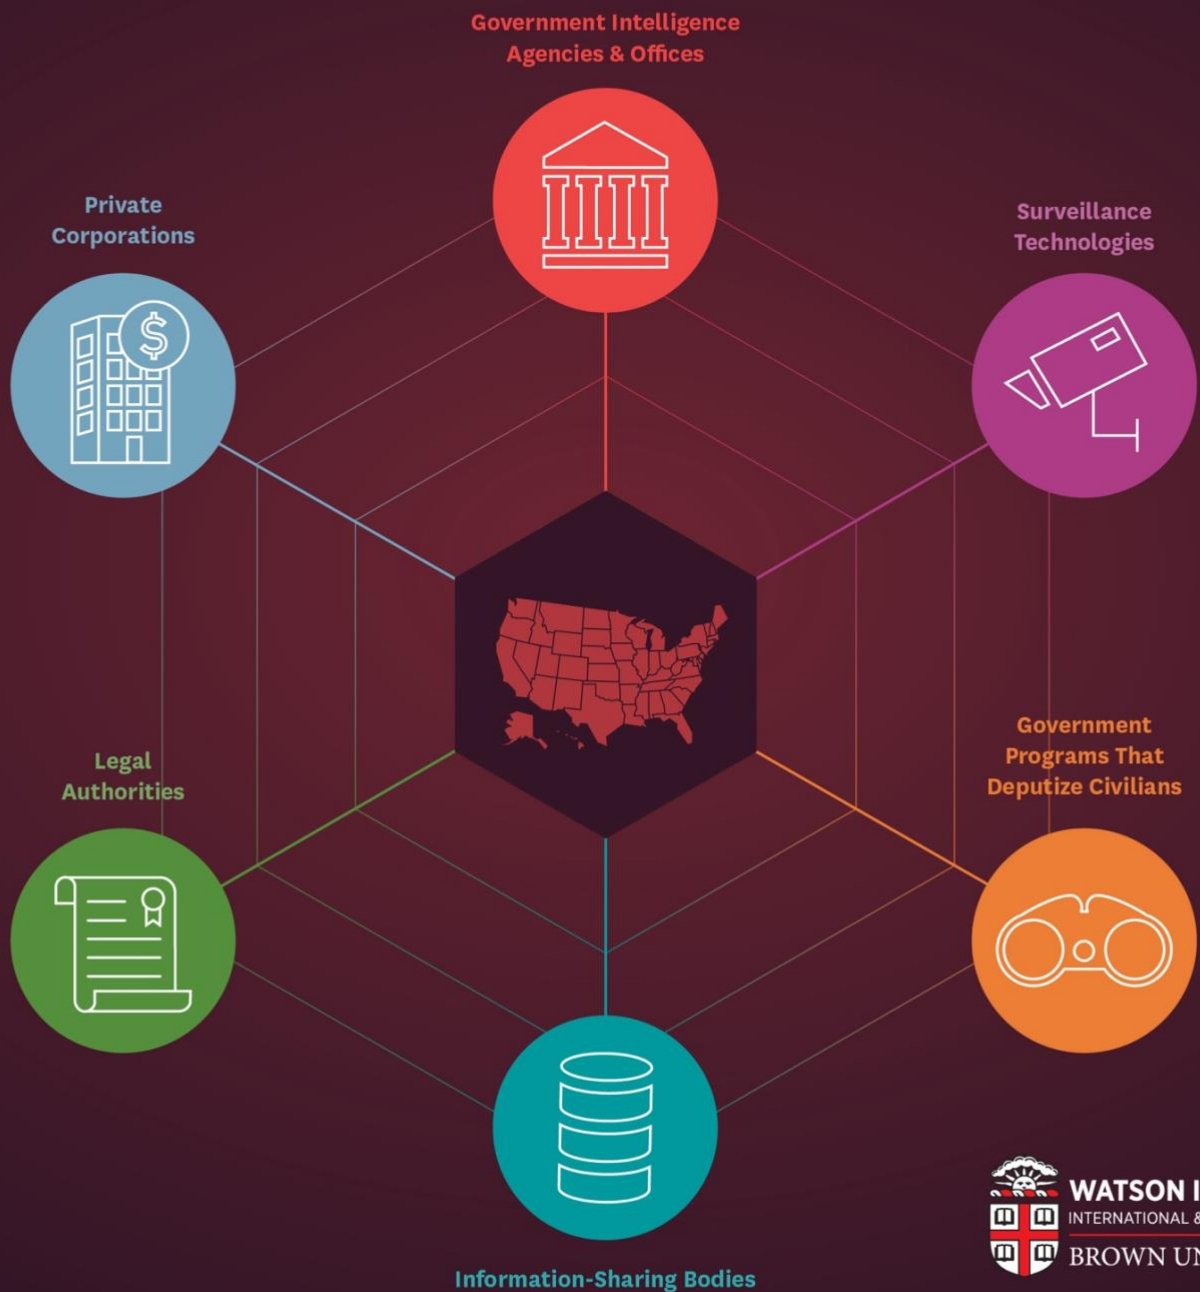 Government Intelligence
Agencies & Offices
Private
Corporations
$
Surveillance
Technologies
Legal
Authorities
Government
Programs That
Deputize Civilians
Information-Sharing Bodies
WATSON I
INTERNATIONAL &
BROWN UN